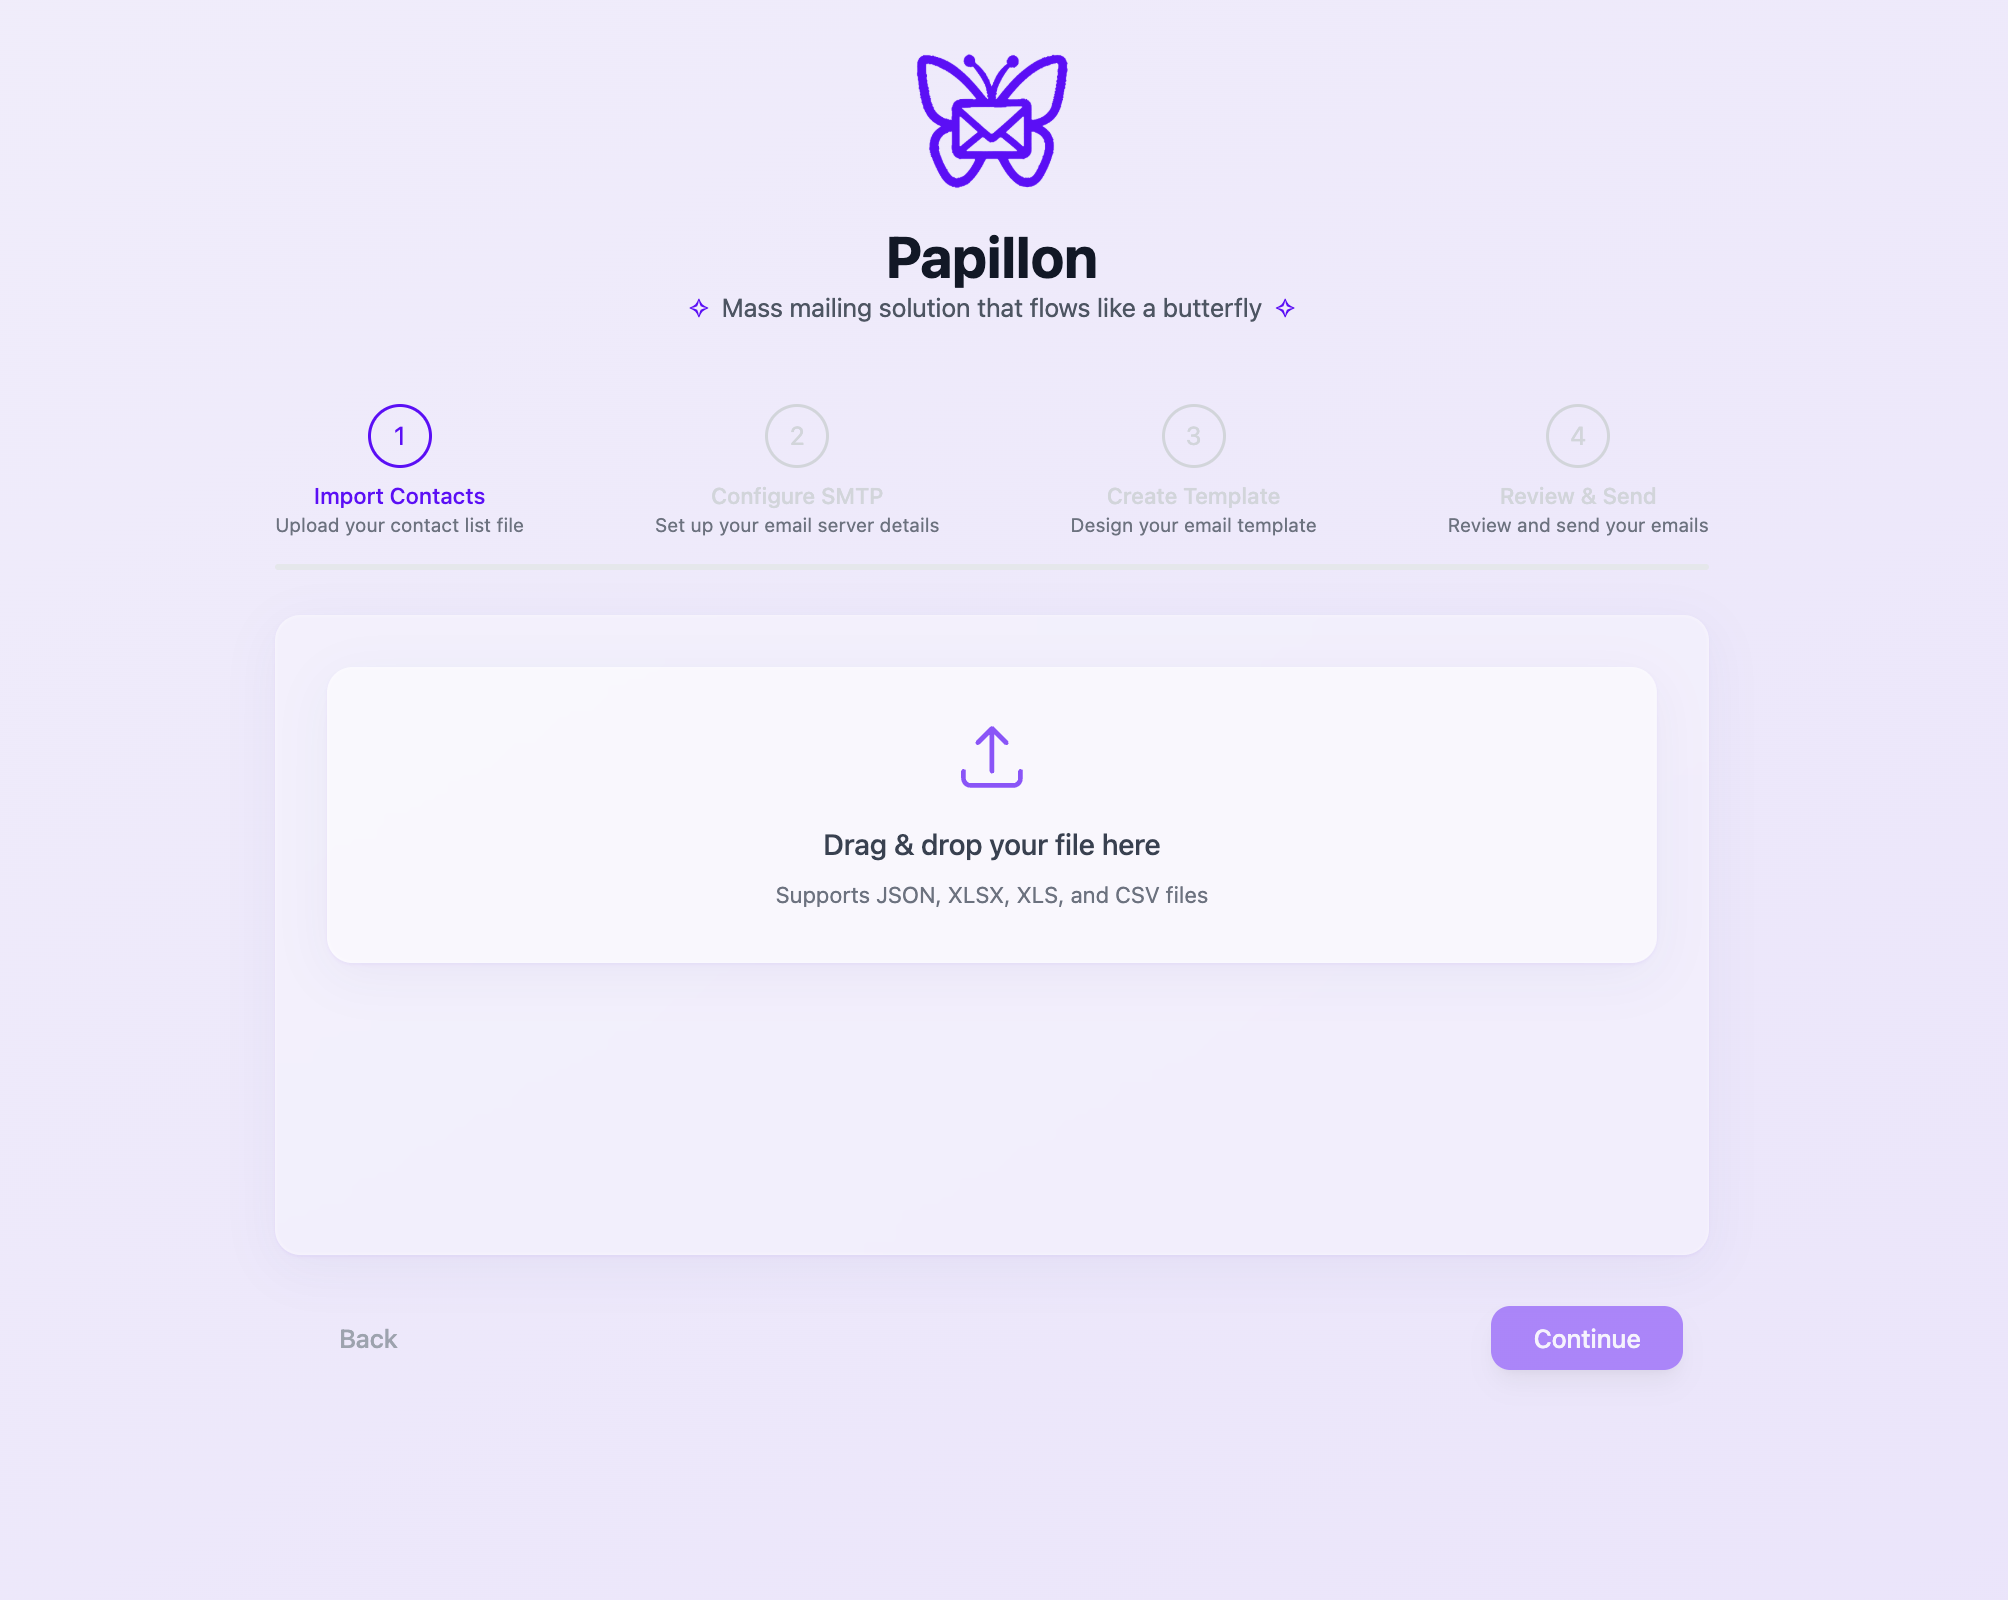 Papillon
Mass mailing solution that flows like a butterfly
1
Import Contacts
Upload your contact list file
2
Configure SMTP
Set up your email server details
3
Create Template
Design your email template
4
Review & Send
Review and send your emails
Drag & drop your file here
Supports JSON, XLSX, XLS, and CSV files
Back
Continue